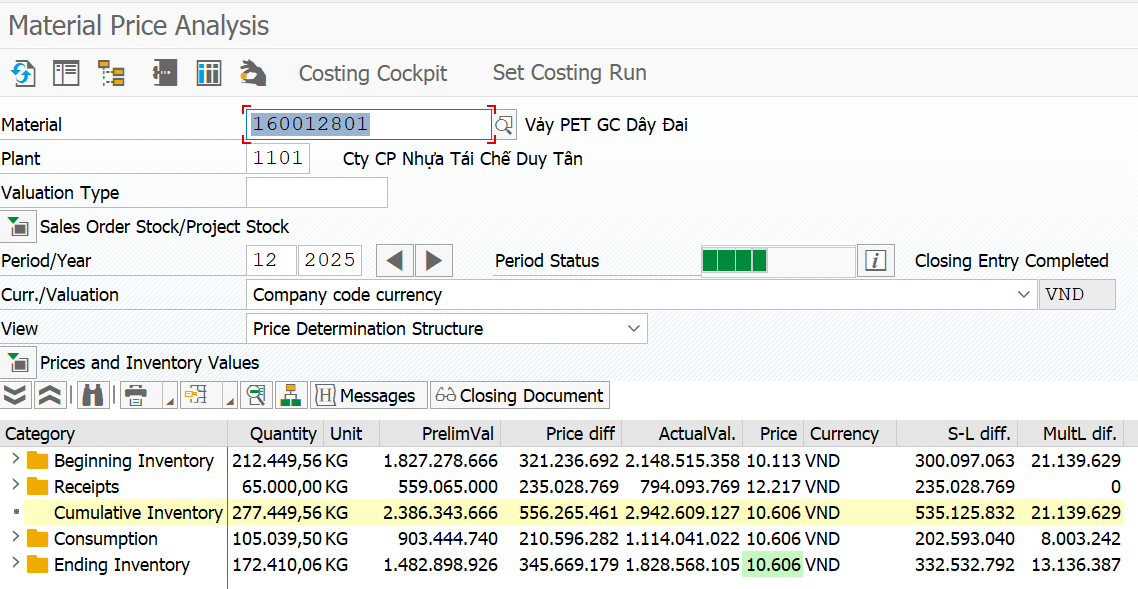 Material Price Analysis
Costing Cockpit Set Costing Run
Material 160012801 Vảy PET GC Dây Đai
Plant 1101 Cty CP Nhựa Tái Chế Duy Tân
Valuation Type
Sales Order Stock/Project Stock
Period/Year 12 2025 Period Status i Closing Entry Completed
Curr./Valuation Company code currency VND
View Price Determination Structure
Prices and Inventory Values
H Messages Closing Document
Category Quantity Unit PrelimVal Price diff ActualVal. Price Currency S-L diff. MultL dif.
Beginning Inventory 212.449,56 KG 1.827.278.666 321.236.692 2.148.515.358 10.113 VND 300.097.063 21.139.629
Receipts 65.000,00 KG 559.065.000 235.028.769 794.093.769 12.217 VND 235.028.769 0
Cumulative Inventory 277.449,56 KG 2.386.343.666 556.265.461 2.942.609.127 10.606 VND 535.125.832 21.139.629
Consumption 105.039,50 KG 903.444.740 210.596.282 1.114.041.022 10.606 VND 202.593.040 8.003.242
Ending Inventory 172.410,06 KG 1.482.898.926 345.669.179 1.828.568.105 10.606 VND 332.532.792 13.136.387